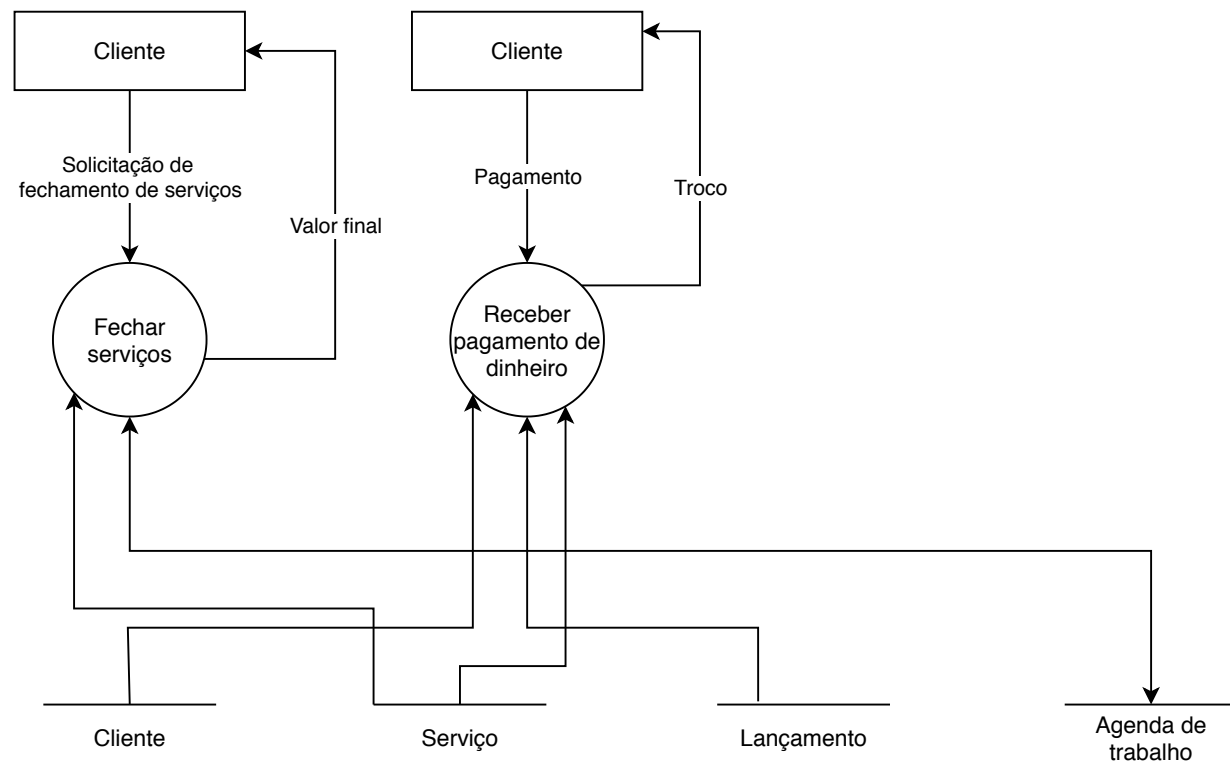 Cliente
Cliente
Solicitação de
fechamento de serviços
Pagamento
Troco
Valor final
Fechar
serviços
Receber
pagamento de
dinheiro
Cliente
Serviço
Lançamento
Agenda de
trabalho